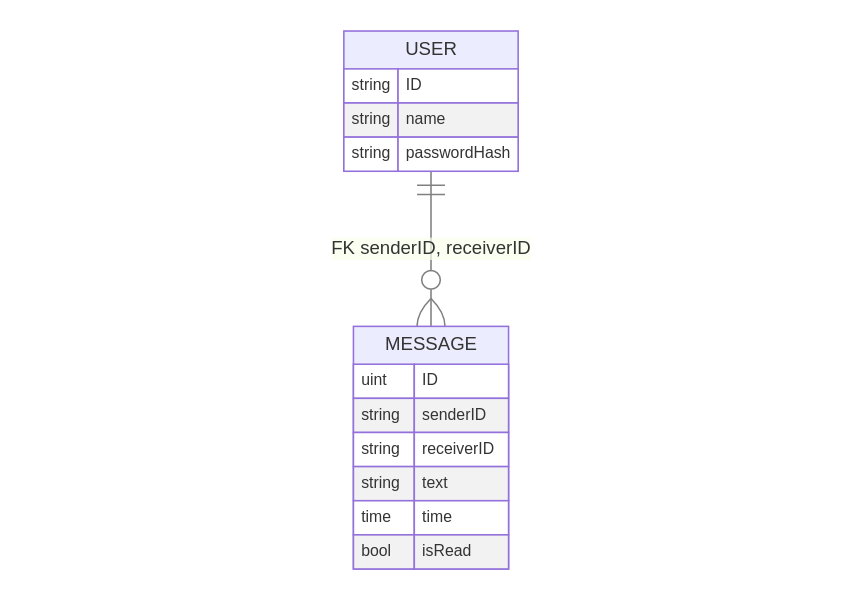 USER
string ID
string name
string passwordHash
FK senderID, receiverID
MESSAGE
uint ID
string senderID
string receiverID
string text
time time
bool isRead